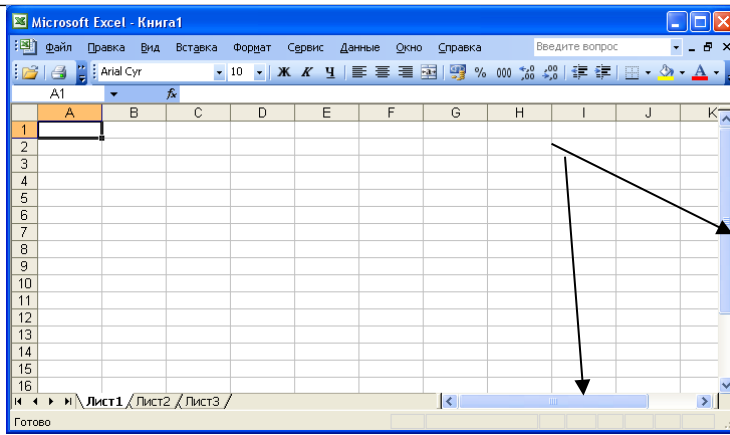 Microsoft Excel - Книга1
Файл Правка Вид Вставка Формат Сервис Данные Окно Справка Введите вопрос
Arial Cyr 10 Ж К Ч % 000
A1 fx
A B C D E F G H I J K
1
2
3
4
5
6
7
8
9
10
11
12
13
14
15
16
Лист1 Лист2 Лист3
Готово